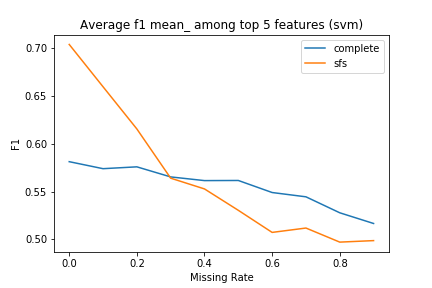 Average f1 mean_ among top 5 features (svm)
complete
sfs
0.70
0.65
0.60
0.55
0.50
F1
0.0 0.2 0.4 0.6 0.8
Missing Rate